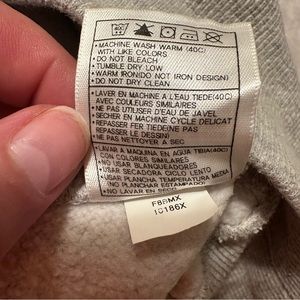 • MACHINE WASH WARM (40C)
WITH LIKE COLORS
• DO NOT BLEACH
• TUMBLE DRY LOW
• WARM IRON(DO NOT IRON DESIGN)
• DO NOT DRY CLEAN
• LAVER EN MACHINE A L'EAU TIEDE(40C)
AVEC COULEURS SIMILAIRES
• NE PAS UTILISER D'EAU DE JAVEL
• SECHER EN MACHINE CYCLE DELICAT
• REPASSER FER TIEDE(NE PAS
REPASSER LE DESSIN)
• NE PAS NETTOYER A SEC
• LAVAR A MAQUINA EN AGUA TIBIA(40C)
CON COLORES SIMILARES
• NO USAR BLANQUEADORES
• USAR SECADORA CICLO LENTO
• USAR PLANCHA TEMPERATURA MEDIA
(NO PLANCHA ESTAMPADO)
• NO LAVAR EN SECO
F8BMX
IC186X